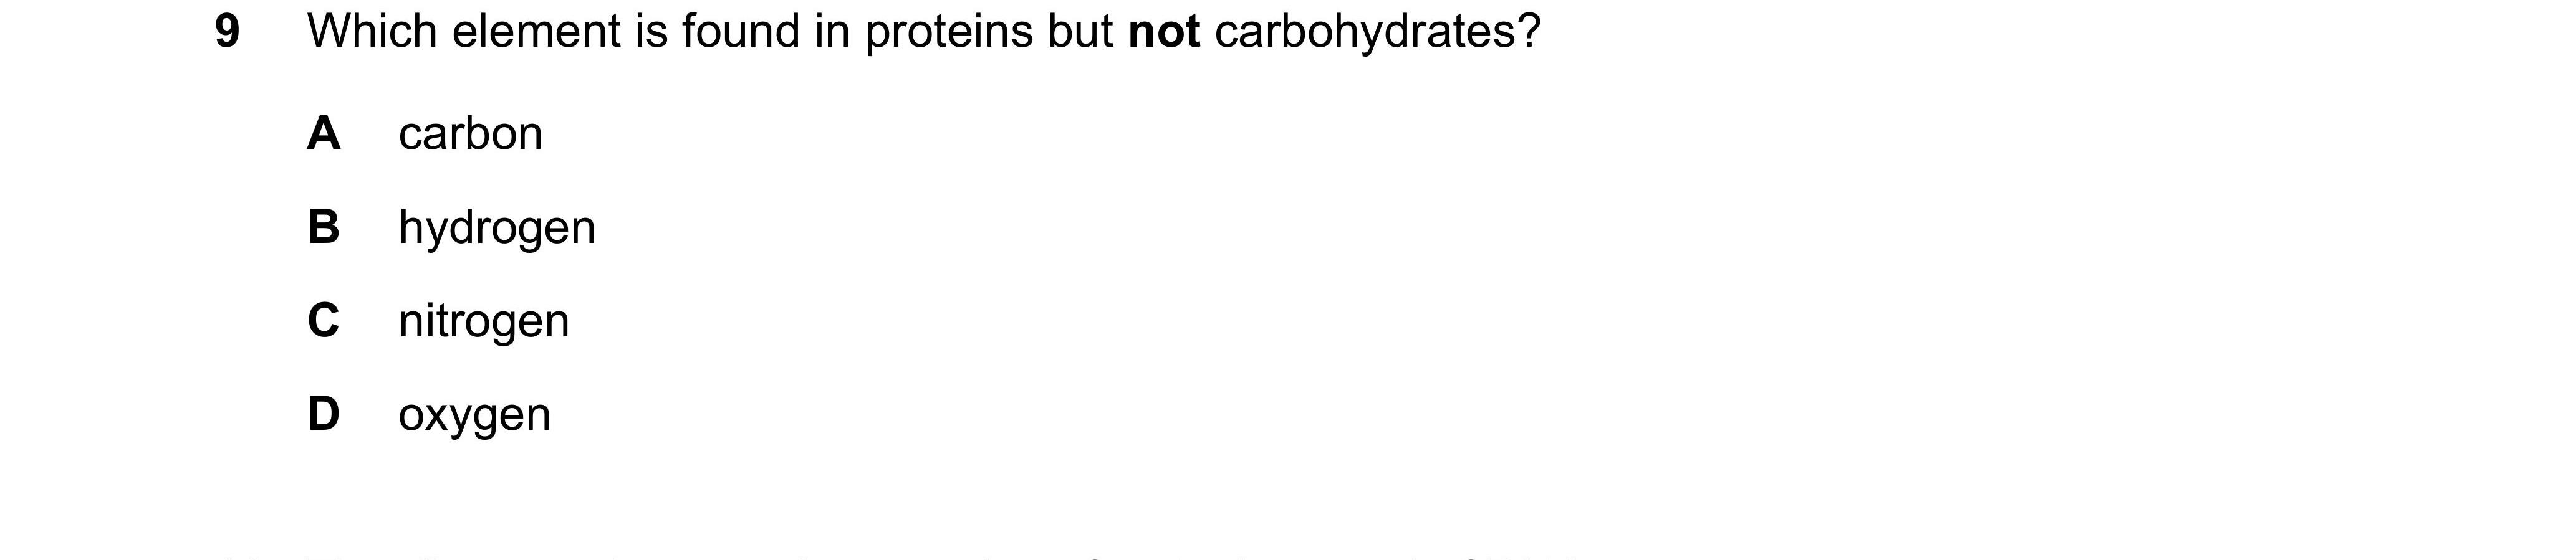 9 Which element is found in proteins but not carbohydrates?
A carbon
B hydrogen
C nitrogen
D oxygen